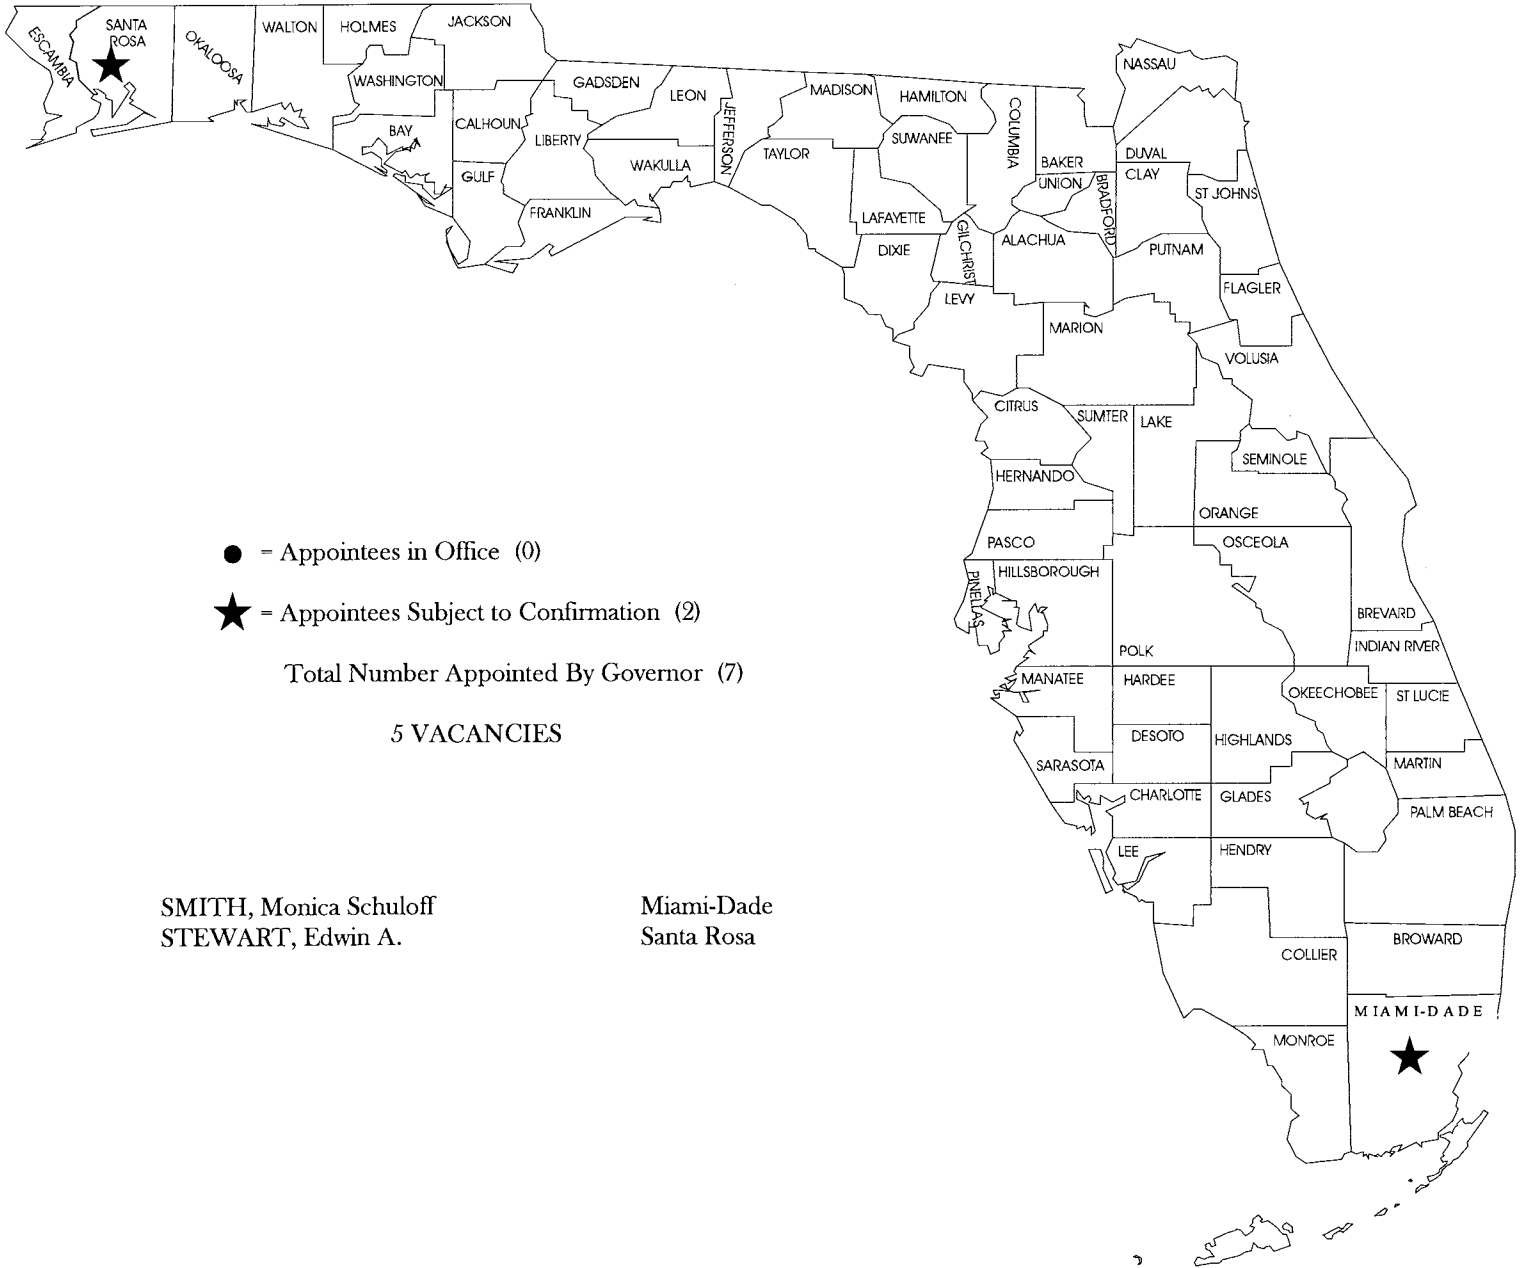 ESCAMBIA
SANTA
ROSA
OKALOOSA
WALTON
HOLMES
JACKSON
WASHINGTON
BAY
CALHOUN
GULF
GADSDEN
LIBERTY
FRANKLIN
LEON
WAKULLA
JEFFERSON
MADISON
TAYLOR
HAMILTON
SUWANEE
LAFAYETTE
DIXIE
COLUMBIA
GILCHRIST
LEVY
BAKER
UNION
BRADFORD
ALACHUA
NASSAU
DUVAL
CLAY
ST JOHNS
PUTNAM
FLAGLER
MARION
VOLUSIA
CITRUS
SUMTER
LAKE
SEMINOLE
HERNANDO
ORANGE
PASCO
OSCEOLA
PINELLAS
HILLSBOROUGH
POLK
BREVARD
INDIAN RIVER
MANATEE
HARDEE
OKEECHOBEE
ST LUCIE
DESOTO
HIGHLANDS
SARASOTA
MARTIN
CHARLOTTE
GLADES
PALM BEACH
LEE
HENDRY
BROWARD
COLLIER
MIAMI-DADE
MONROE
= Appointees in Office (0)
= Appointees Subject to Confirmation (2)
Total Number Appointed By Governor (7)
5 VACANCIES
SMITH, Monica Schuloff Miami-Dade
STEWART, Edwin A. Santa Rosa